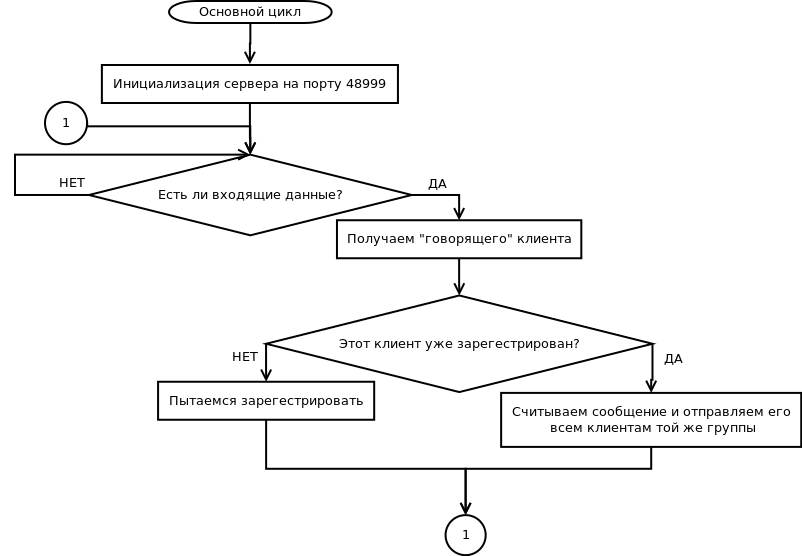 Основной цикл
Инициализация сервера на порту 48999
1
НЕТ
Есть ли входящие данные?
ДА
Получаем "говорящего" клиента
Этот клиент уже зарегестрирован?
НЕТ
ДА
Пытаемся зарегестрировать
Считываем сообщение и отправляем его
всем клиентам той же группы
1